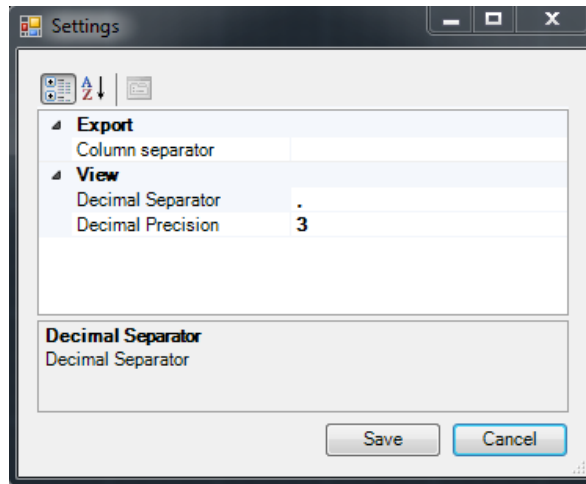 Settings
A Z
Export
Column separator
View
Decimal Separator .
Decimal Precision 3
Decimal Separator
Decimal Separator
Save Cancel